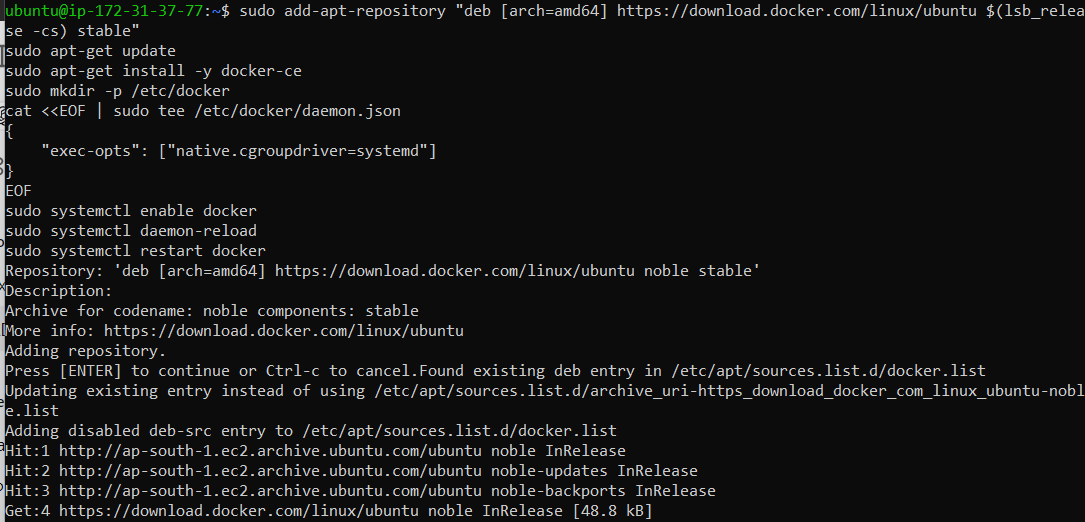 ubuntu@ip-172-31-37-77:~$ sudo add-apt-repository "deb [arch=amd64] https://download.docker.com/linux/ubuntu $(lsb_relea
se -cs) stable"
sudo apt-get update
sudo apt-get install -y docker-ce
sudo mkdir -p /etc/docker
cat <<EOF | sudo tee /etc/docker/daemon.json
{
    "exec-opts": ["native.cgroupdriver=systemd"]
}
EOF
sudo systemctl enable docker
sudo systemctl daemon-reload
sudo systemctl restart docker
Repository: 'deb [arch=amd64] https://download.docker.com/linux/ubuntu noble stable'
Description:
Archive for codename: noble components: stable
More info: https://download.docker.com/linux/ubuntu
Adding repository.
Press [ENTER] to continue or Ctrl-c to cancel.Found existing deb entry in /etc/apt/sources.list.d/docker.list
Updating existing entry instead of using /etc/apt/sources.list.d/archive_uri-https_download_docker_com_linux_ubuntu-nobl
e.list
Adding disabled deb-src entry to /etc/apt/sources.list.d/docker.list
Hit:1 http://ap-south-1.ec2.archive.ubuntu.com/ubuntu noble InRelease
Hit:2 http://ap-south-1.ec2.archive.ubuntu.com/ubuntu noble-updates InRelease
Hit:3 http://ap-south-1.ec2.archive.ubuntu.com/ubuntu noble-backports InRelease
Get:4 https://download.docker.com/linux/ubuntu noble InRelease [48.8 kB]